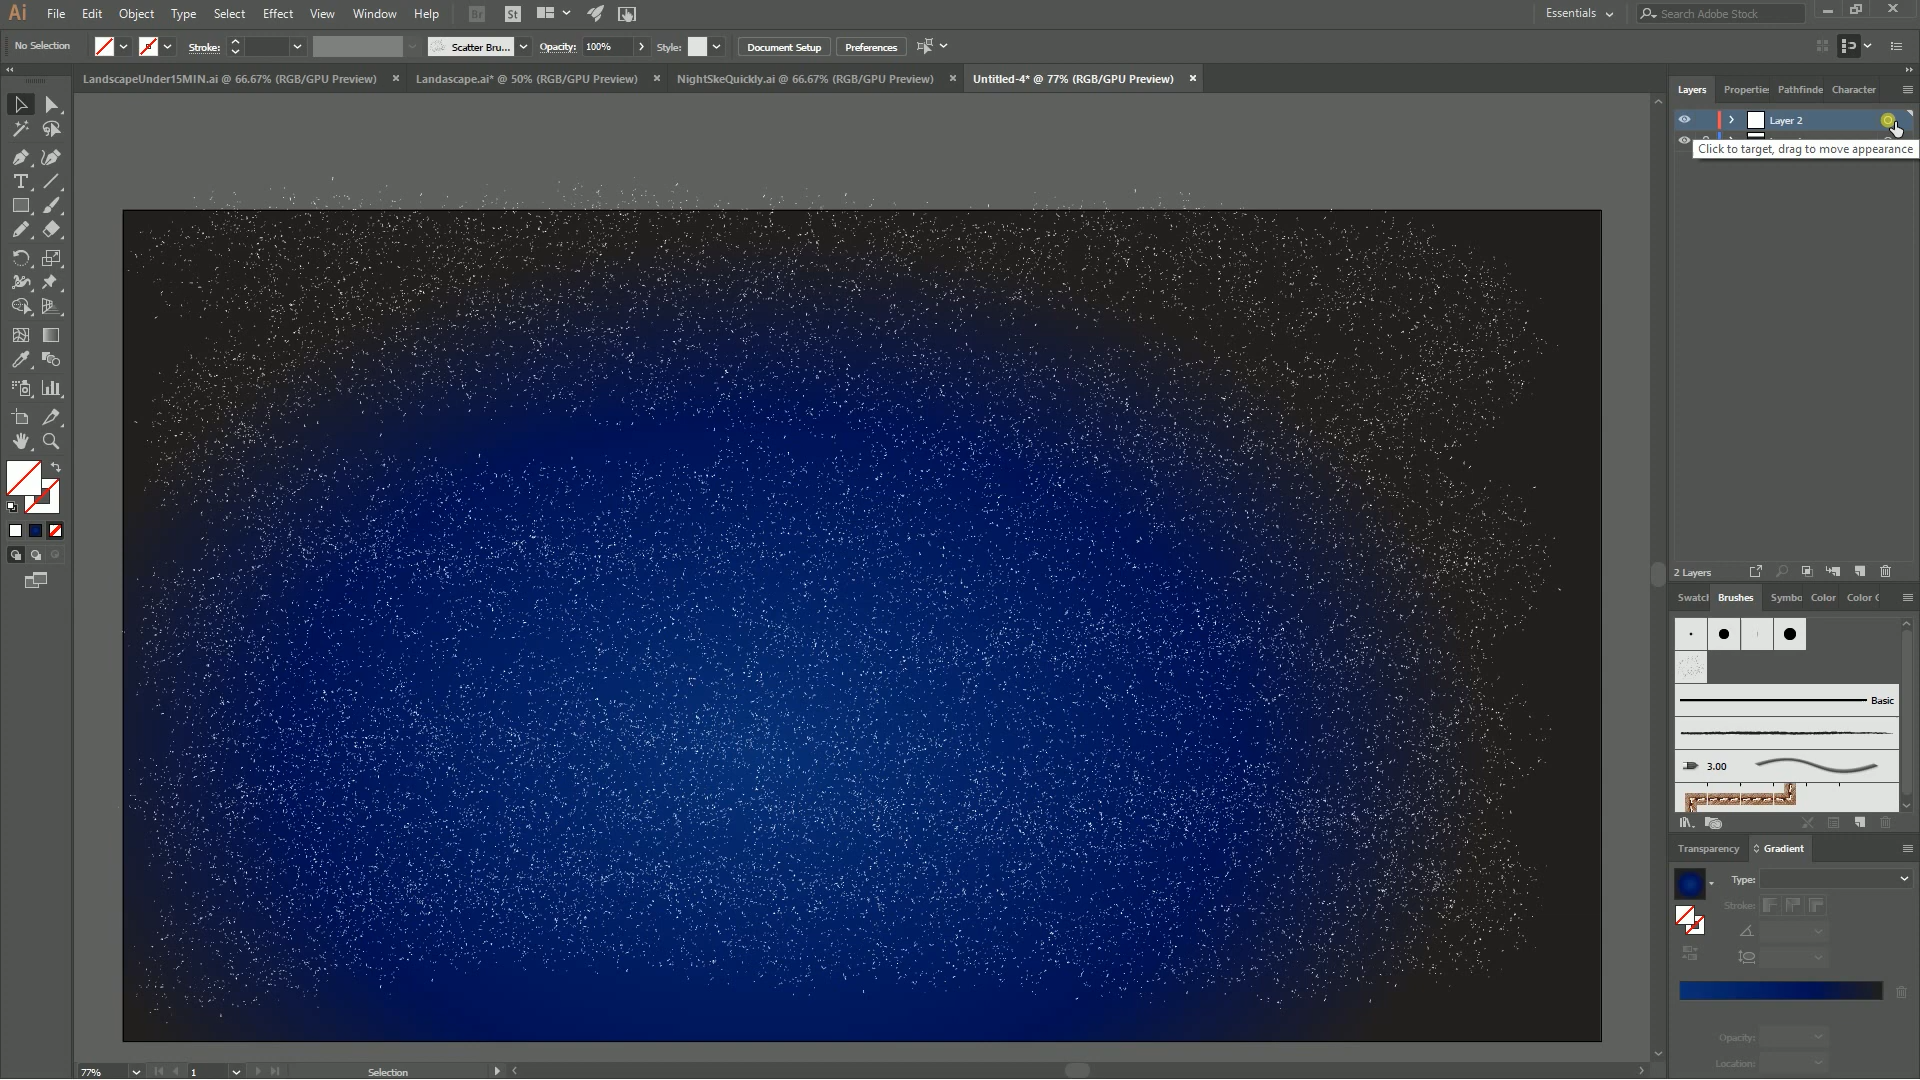 Ai File Edit Object Type Select Effect View Window Help Br St Essentials Search Adobe Stock
No Selection Stroke: Scatter Bru... Opacity: 100% Style: Document Setup Preferences
LandscapeUnder15MIN.ai @ 66.67% (RGB/GPU Preview) × Landascape.ai* @ 50% (RGB/GPU Preview) × NightSkeQuickly.ai @ 66.67% (RGB/GPU Preview) × Untitled-4* @ 77% (RGB/GPU Preview) ×
Layers Properties Pathfinde Character
Layer 2
Click to target, drag to move appearance
2 Layers
Swatch Brushes Symbo Color Color G
Basic
3.00
Transparency Gradient
Type:
Stroke:
Opacity:
Location:
77% 1 Selection